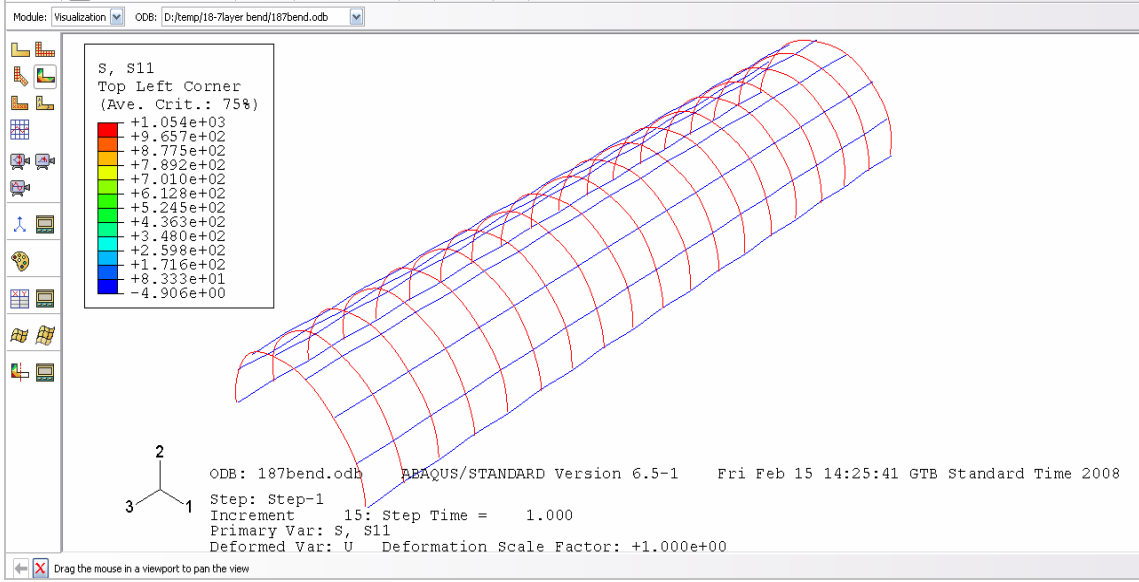 Module: Visualization ODB: D:/temp/18-7layer bend/187bend.odb
S, S11
Top Left Corner
(Ave. Crit.: 75%)
+1.054e+03
+9.657e+02
+8.775e+02
+7.892e+02
+7.010e+02
+6.128e+02
+5.245e+02
+4.363e+02
+3.480e+02
+2.598e+02
+1.716e+02
+8.333e+01
-4.906e+00
2
3 1
ODB: 187bend.odb ABAQUS/STANDARD Version 6.5-1 Fri Feb 15 14:25:41 GTB Standard Time 2008
Step: Step-1
Increment 15: Step Time = 1.000
Primary Var: S, S11
Deformed Var: U Deformation Scale Factor: +1.000e+00
Drag the mouse in a viewport to pan the view